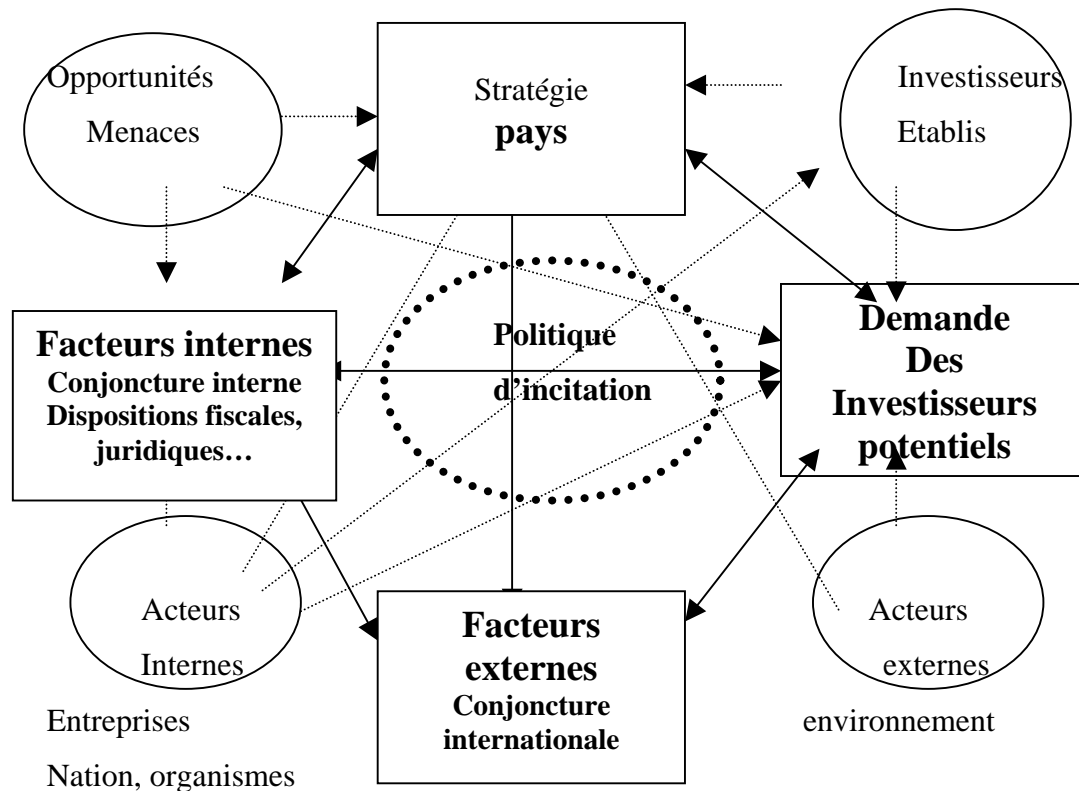 Opportunités
Menaces
Stratégie
pays
Investisseurs
Etablis
Facteurs internes
Conjoncture interne
Dispositions fiscales,
juridiques…
Politique
d’incitation
Demande
Des
Investisseurs
potentiels
Acteurs
Internes
Entreprises
Nation, organismes
Facteurs
externes
Conjoncture
internationale
Acteurs
externes
environnement